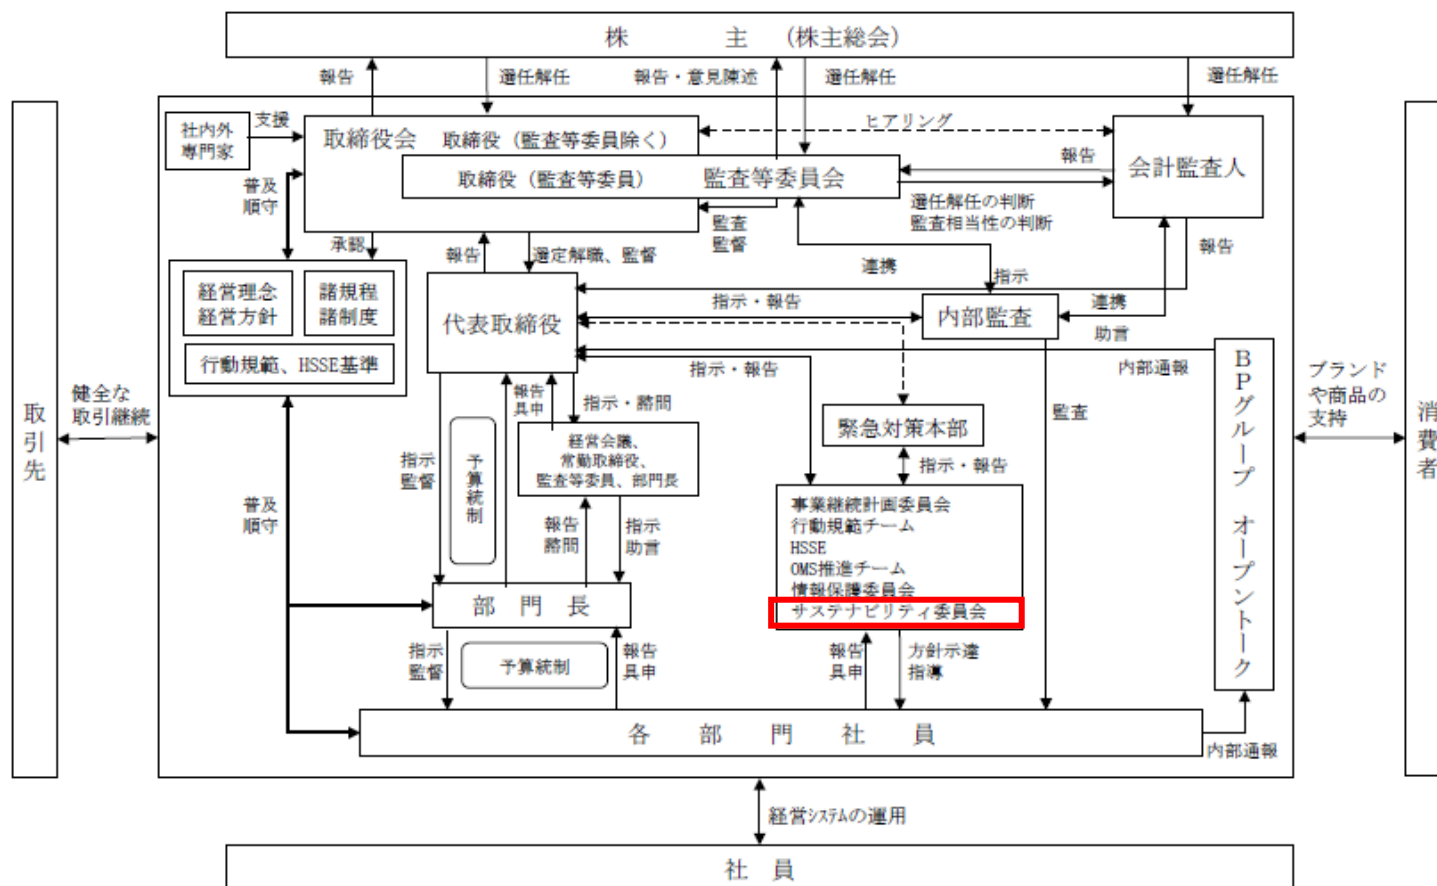 株 主 (株主総会)
報告
選任解任
報告・意見陳述
選任解任
選任解任
社内外
専門家
支援
取締役会 取締役（監査等委員除く）
ヒアリング
会計監査人
取締役（監査等委員） 監査等委員会
報告
普及
順守
選任解任の判断
監査相当性の判断
監査
監督
承認
報告
選定解職、監督
連携
指示
報告
経営理念
経営方針
諸規程
諸制度
行動規範、HSSE基準
代表取締役
指示・報告
内部監査
連携
助言
指示・報告
内部通報
BPグループ オープントーク
取引先
健全な
取引継続
ブランド
や商品の
支持
消費者
報告
具申
指示・諮問
監査
緊急対策本部
指示
監督
予算統制
経営会議、
常勤取締役、
監査等委員、部門長
指示・報告
普及
順守
報告
諮問
指示
助言
事業継続計画委員会
行動規範チーム
HSSE
OMS推進チーム
情報保護委員会
サステナビリティ委員会
部 門 長
指示
監督
予算統制
報告
具申
報告
具申
方針示達
指導
各 部 門 社 員
内部通報
経営システムの運用
社 員